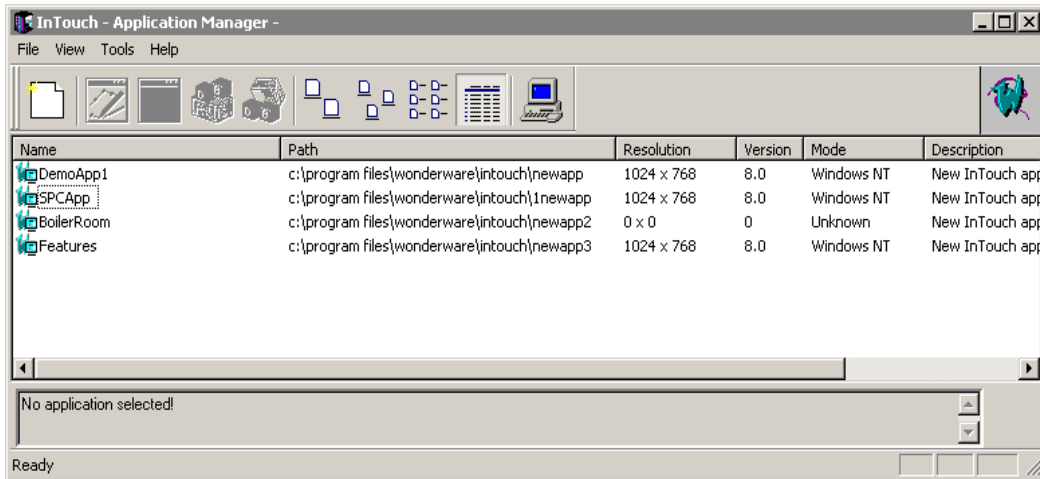 InTouch - Application Manager -
File View Tools Help
Name Path Resolution Version Mode Description
DemoApp1 c:\program files\wonderware\intouch\newapp 1024 x 768 8.0 Windows NT New InTouch app
SPCApp c:\program files\wonderware\intouch\1newapp 1024 x 768 8.0 Windows NT New InTouch app
BoilerRoom c:\program files\wonderware\intouch\newapp2 0 x 0 0 Unknown New InTouch app
Features c:\program files\wonderware\intouch\newapp3 1024 x 768 8.0 Windows NT New InTouch app
No application selected!
Ready